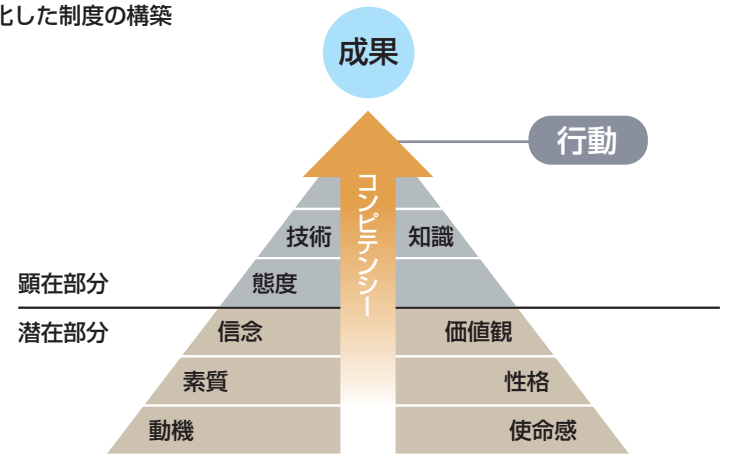 化した制度の構築
成果
行動
コンピテンシー
技術 知識
顕在部分 態度
潜在部分 信念 価値観
素質 性格
動機 使命感